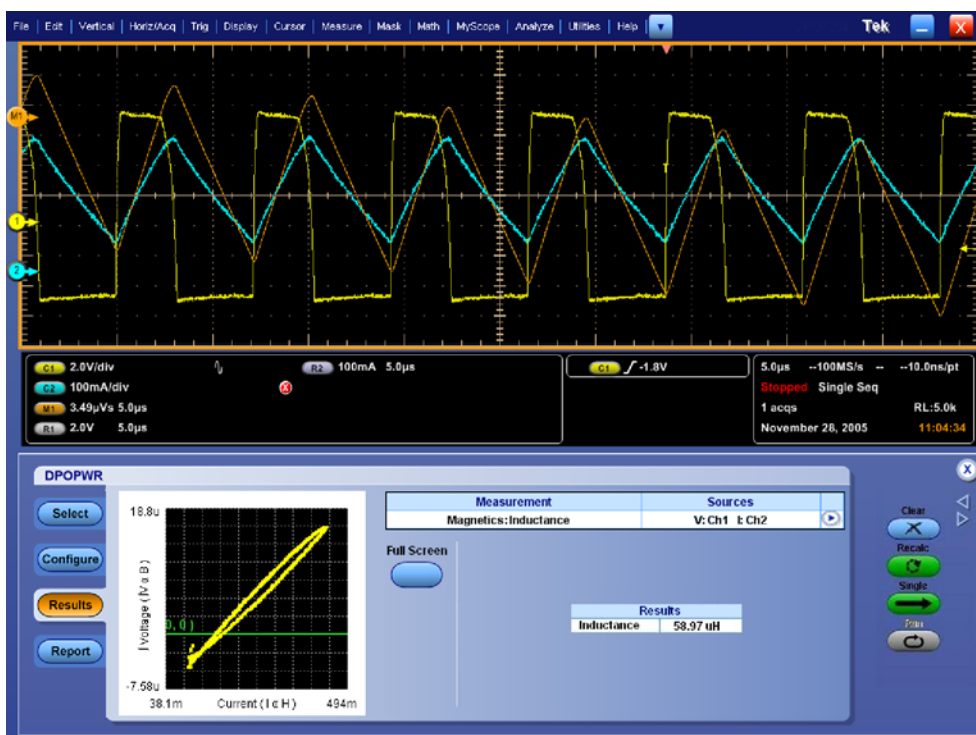 File | Edit | Vertical | Horiz/Acq | Trig | Display | Cursor | Measure | Mask | Math | MyScope | Analyze | Utilities | Help | Tek X
M1
1
2
C1 2.0V/div
C2 100mA/div
M1 3.49µVs 5.0µs
R1 2.0V 5.0µs
R2 100mA 5.0µs
C1 -1.8V
5.0µs --100MS/s -- --10.0ns/pt
Stopped Single Seq
1 acqs RL:5.0k
November 28, 2005 11:04:34
DPOPWR
X
Select
Configure
Results
Report
18.8u
I Voltage ( IV α B )
0, 0 )
-7.58u
38.1m Current ( I α H ) 494m
Measurement Sources
Magnetics:Inductance V: Ch1 I: Ch2
Full Screen
Results
Inductance 58.97 uH
Clear
Recalc
Single
Run